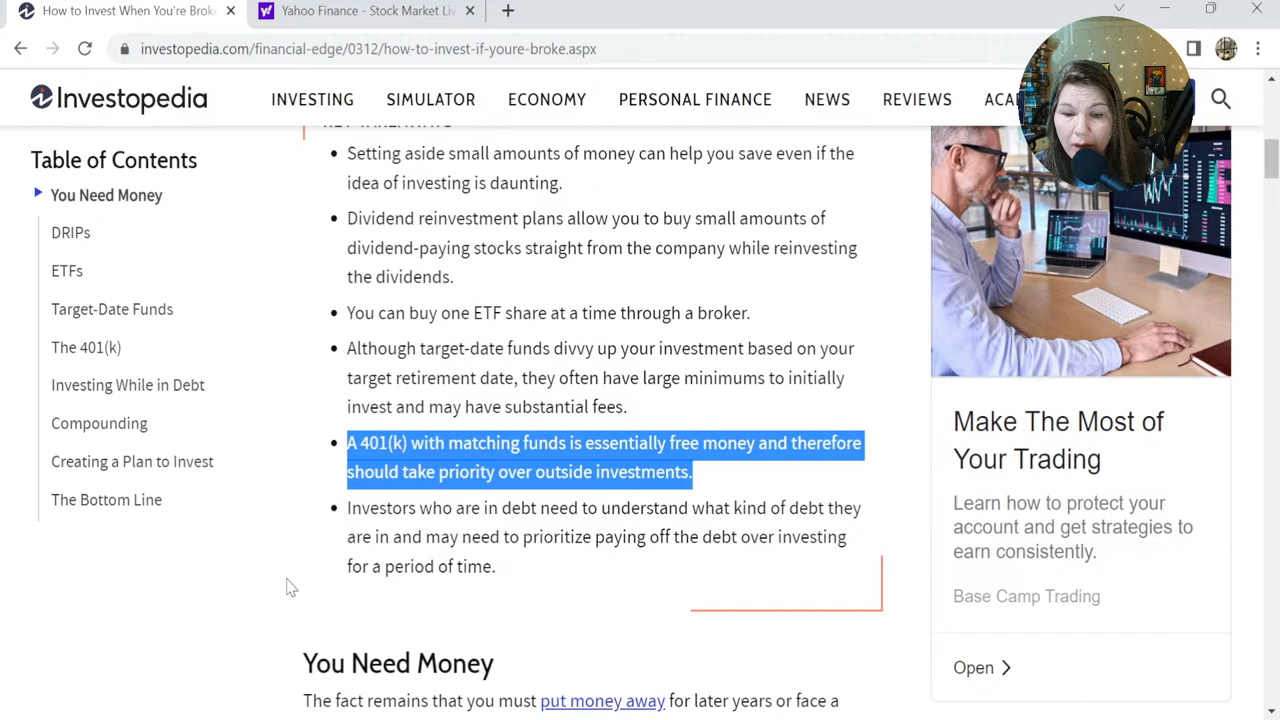 How to Invest When You're Broke
Yahoo Finance - Stock Market Li
investopedia.com/financial-edge/0312/how-to-invest-if-youre-broke.aspx
Investopedia
INVESTING
SIMULATOR
ECONOMY
PERSONAL FINANCE
NEWS
REVIEWS
ACA
Table of Contents
You Need Money
DRIPs
ETFs
Target-Date Funds
The 401(k)
Investing While in Debt
Compounding
Creating a Plan to Invest
The Bottom Line
KEY TAKEAWAYS
Setting aside small amounts of money can help you save even if the
idea of investing is daunting.
Dividend reinvestment plans allow you to buy small amounts of
dividend-paying stocks straight from the company while reinvesting
the dividends.
You can buy one ETF share at a time through a broker.
Although target-date funds divvy up your investment based on your
target retirement date, they often have large minimums to initially
invest and may have substantial fees.
A 401(k) with matching funds is essentially free money and therefore
should take priority over outside investments.
Investors who are in debt need to understand what kind of debt they
are in and may need to prioritize paying off the debt over investing
for a period of time.
You Need Money
The fact remains that you must put money away for later years or face a
Make The Most of
Your Trading
Learn how to protect your
account and get strategies to
earn consistently.
Base Camp Trading
Open